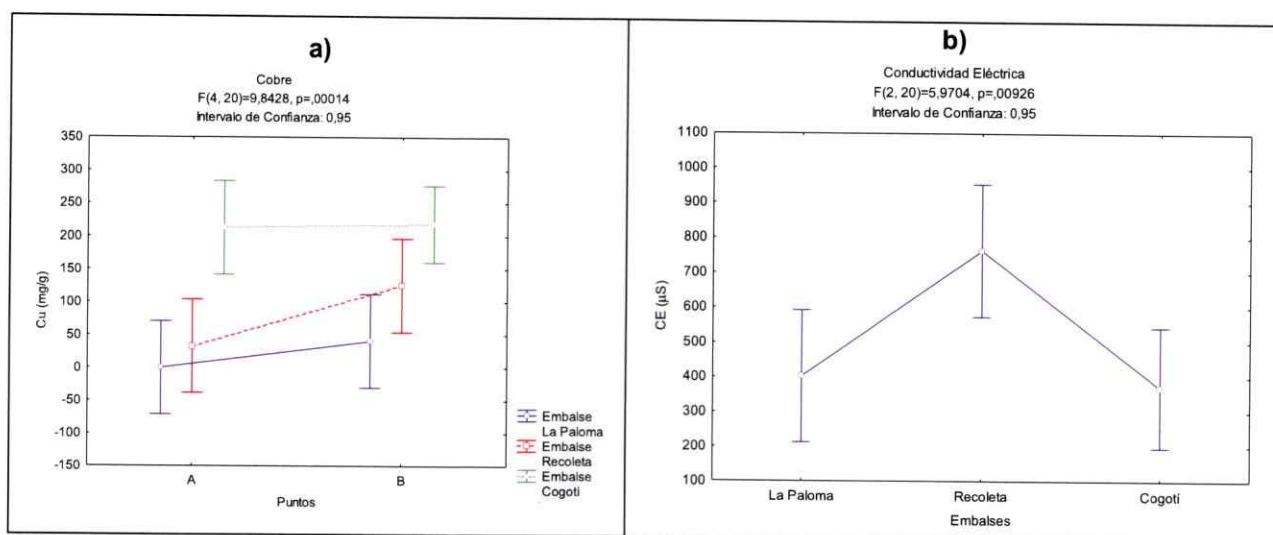 a)
Cobre
F(4, 20)=9,8428, p=,00014
Intervalo de Confianza: 0,95
350
300
250
200
150
100
50
0
-50
-100
-150
Cu (mg/g)
A
B
Puntos
Embalse
La Paloma
Embalse
Recoleta
Embalse
Cogotí
b)
Conductividad Eléctrica
F(2, 20)=5,9704, p=,00926
Intervalo de Confianza: 0,95
1100
1000
900
800
700
600
500
400
300
200
100
CE (µS)
La Paloma
Recoleta
Cogotí
Embalses